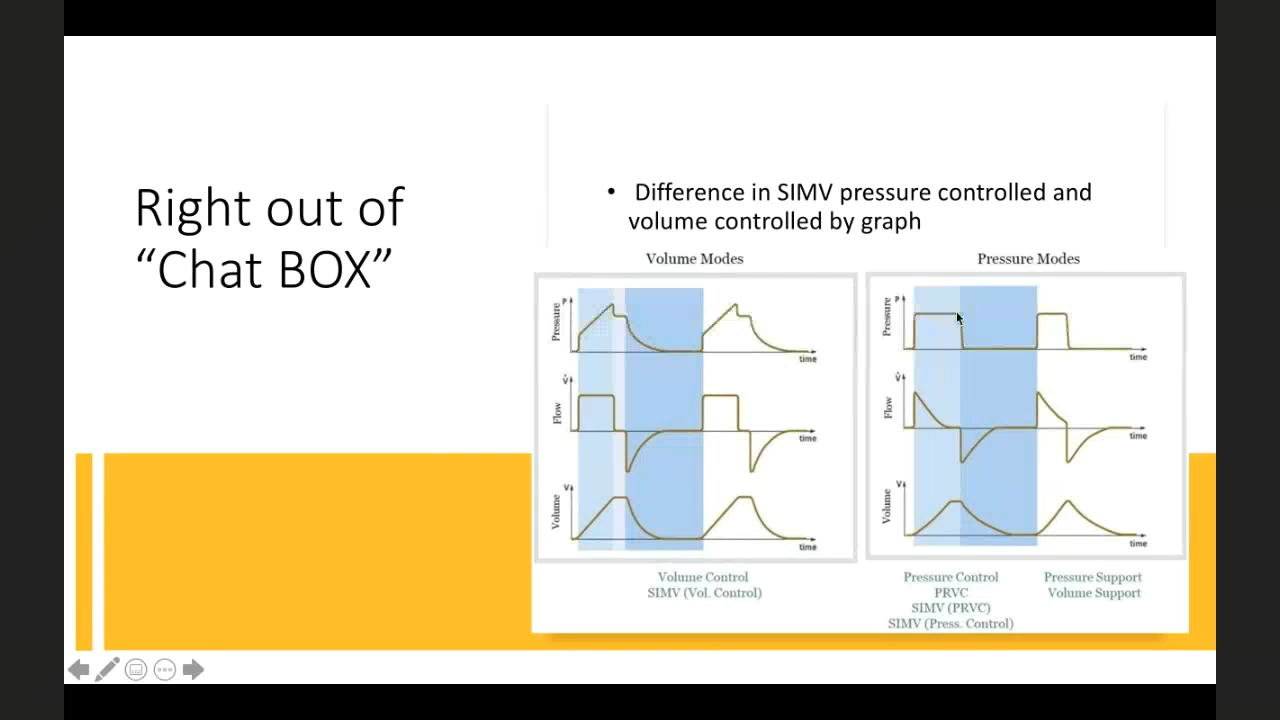 Right out of
“Chat BOX”
• Difference in SIMV pressure controlled and
volume controlled by graph
Volume Modes
Pressure P
time
V̇
Flow
time
V
Volume
time
Volume Control
SIMV (Vol. Control)
Pressure Modes
Pressure P
time
V̇
Flow
time
V
Volume
time
Pressure Control
PRVC
SIMV (PRVC)
SIMV (Press. Control)
Pressure Support
Volume Support